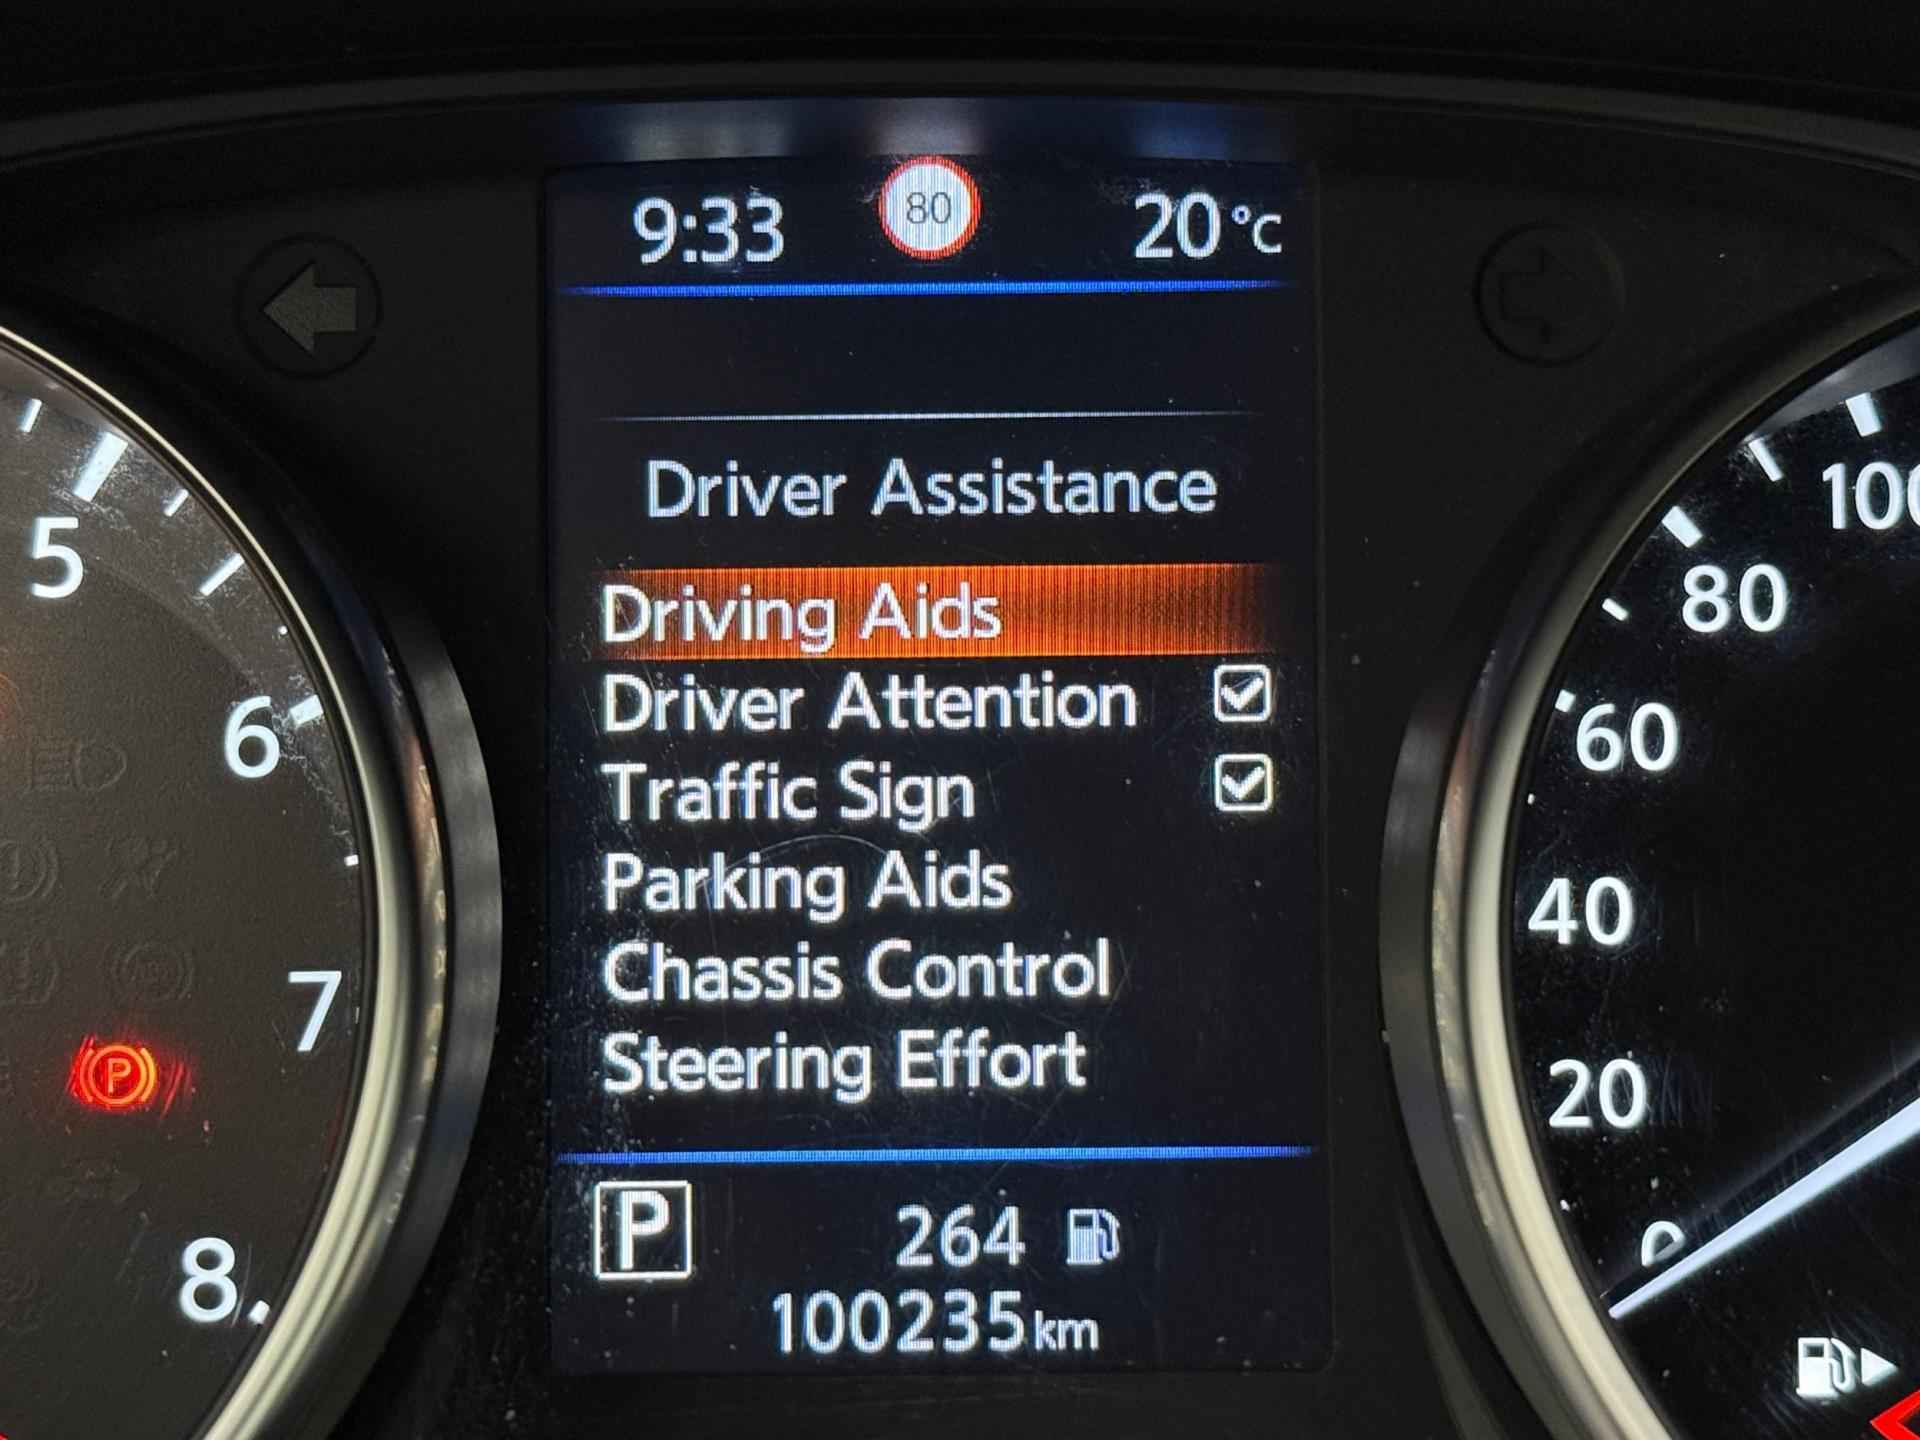 9:33 80 20°C
Driver Assistance
Driving Aids
Driver Attention
Traffic Sign
Parking Aids
Chassis Control
Steering Effort
P 264
100235km
5
6
7
8
P
100
80
60
40
20
0